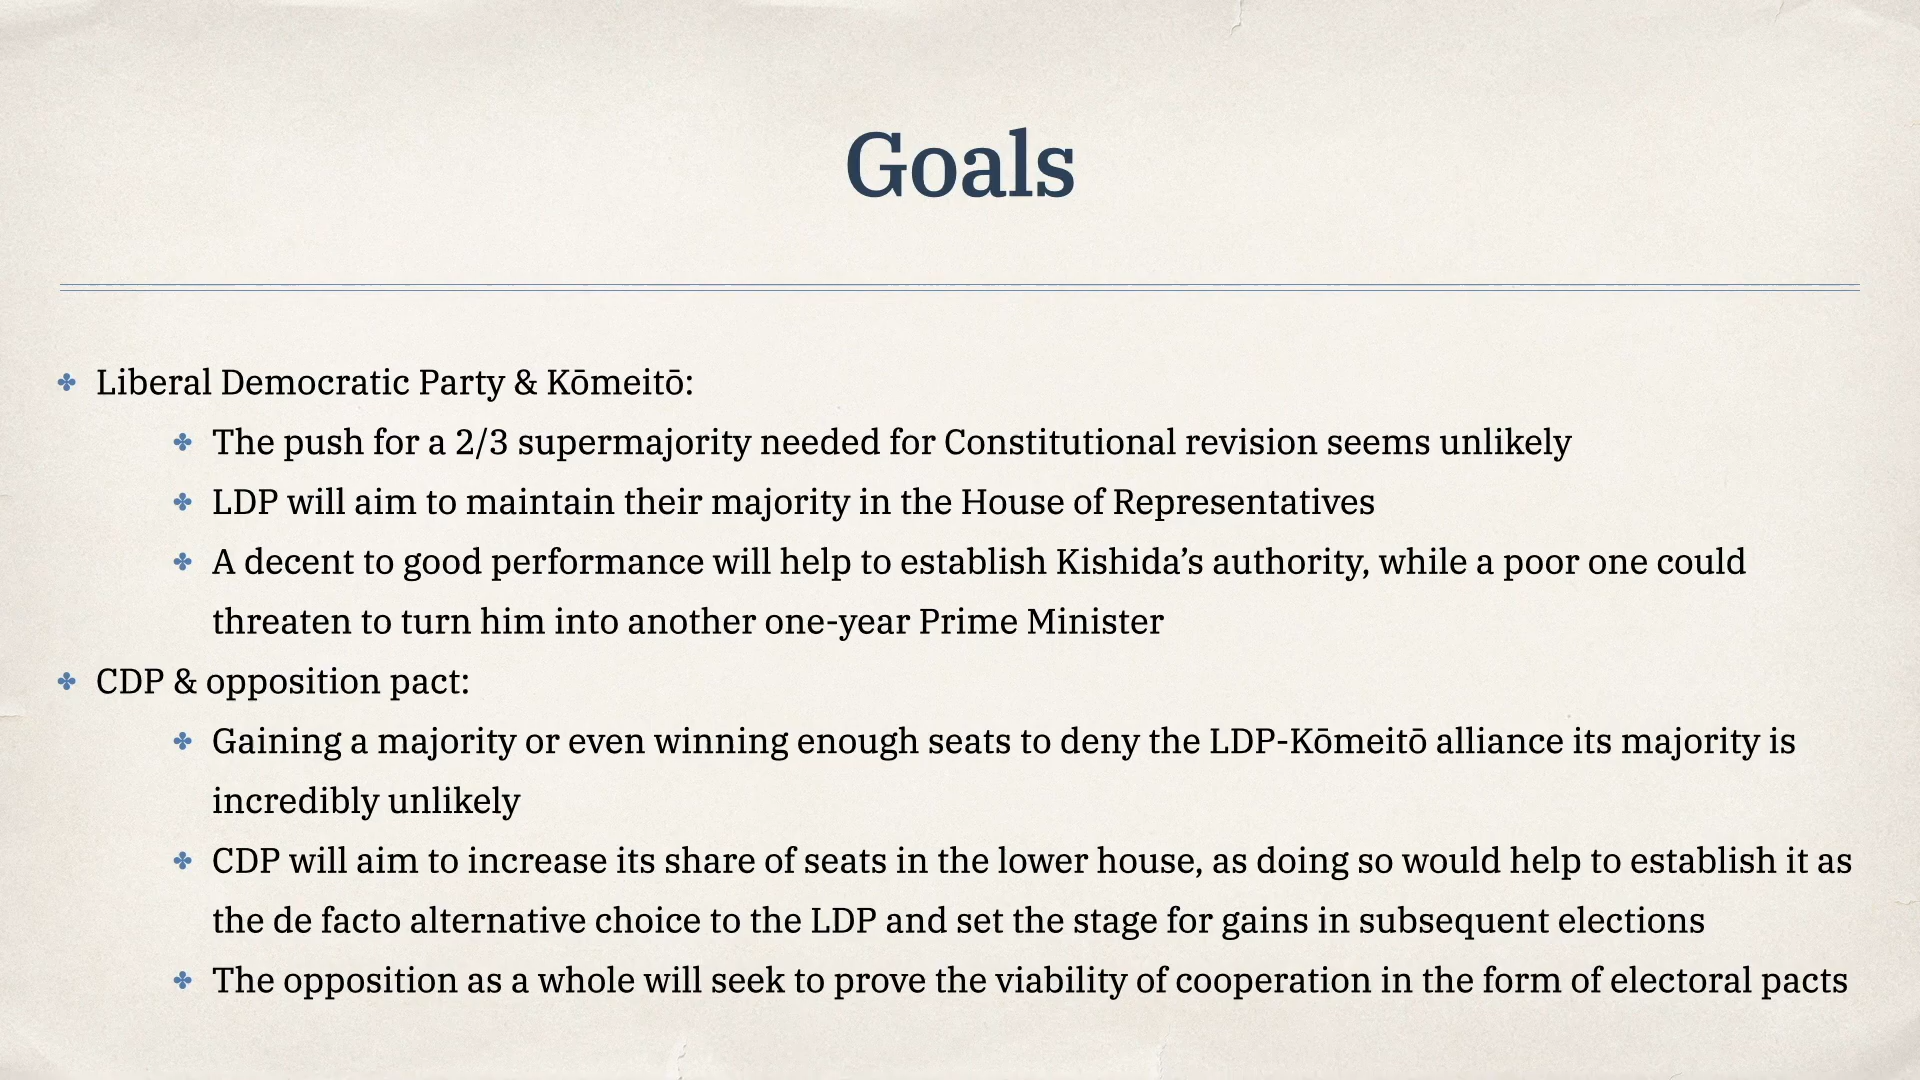 Goals
Liberal Democratic Party & Kōmeitō:
The push for a 2/3 supermajority needed for Constitutional revision seems unlikely
LDP will aim to maintain their majority in the House of Representatives
A decent to good performance will help to establish Kishida’s authority, while a poor one could
threaten to turn him into another one-year Prime Minister
CDP & opposition pact:
Gaining a majority or even winning enough seats to deny the LDP-Kōmeitō alliance its majority is
incredibly unlikely
CDP will aim to increase its share of seats in the lower house, as doing so would help to establish it as
the de facto alternative choice to the LDP and set the stage for gains in subsequent elections
The opposition as a whole will seek to prove the viability of cooperation in the form of electoral pacts